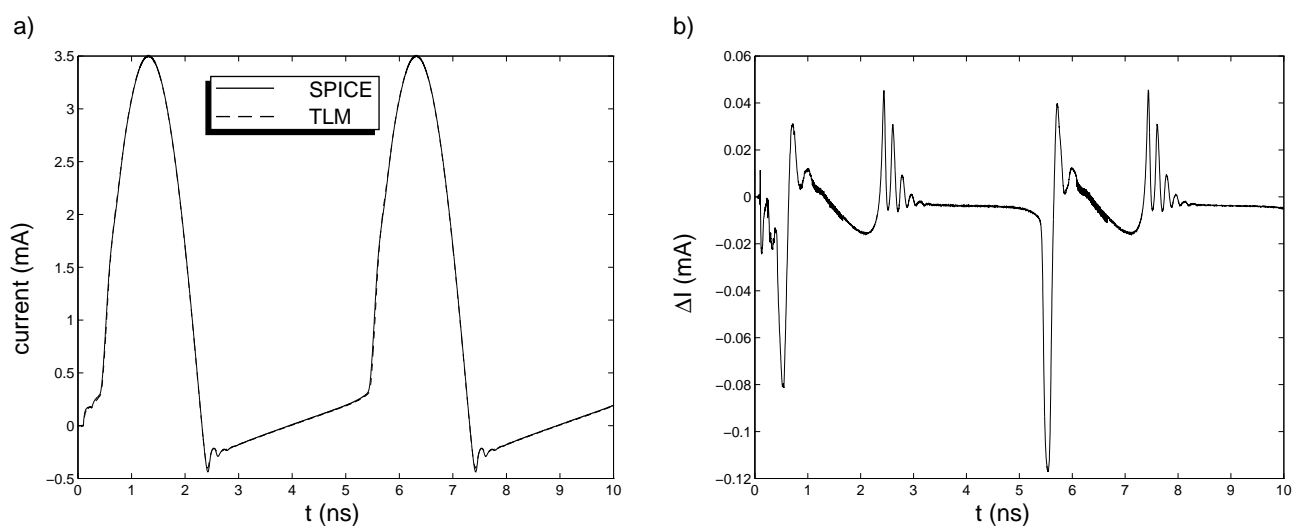 a)
3.5
3
2.5
2
1.5
1
0.5
0
−0.5
current (mA)
SPICE
TLM
0 1 2 3 4 5 6 7 8 9 10
t (ns)
b)
0.06
0.04
0.02
0
−0.02
−0.04
−0.06
−0.08
−0.1
−0.12
ΔI (mA)
0 1 2 3 4 5 6 7 8 9 10
t (ns)